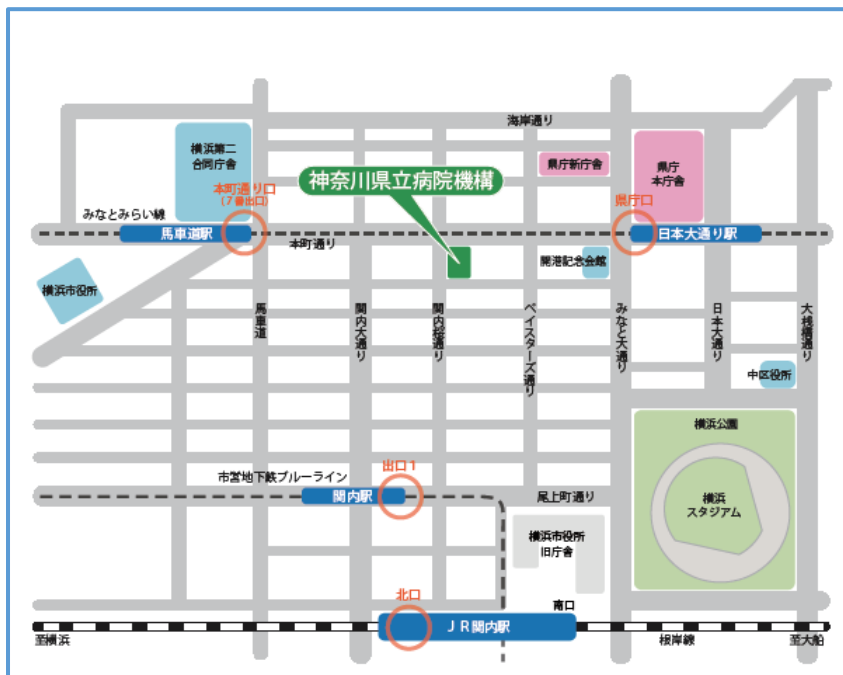 海岸通り
横浜第二
合同庁舎
県庁新庁舎
県庁
本庁舎
神奈川県立病院機構
本町通り口
(7番出口)
県庁口
みなとみらい線
馬車道駅
本町通り
日本大通り駅
開港記念会館
横浜市役所
馬車道
関内大通り
関内桜通り
ベイスターズ通り
みなと大通り
日本大通り
大桟橋通り
中区役所
横浜公園
横浜
スタジアム
出口1
市営地下鉄ブルーライン
関内駅
尾上町通り
横浜市役所
旧庁舎
北口
南口
JR関内駅
至横浜
根岸線
至大船